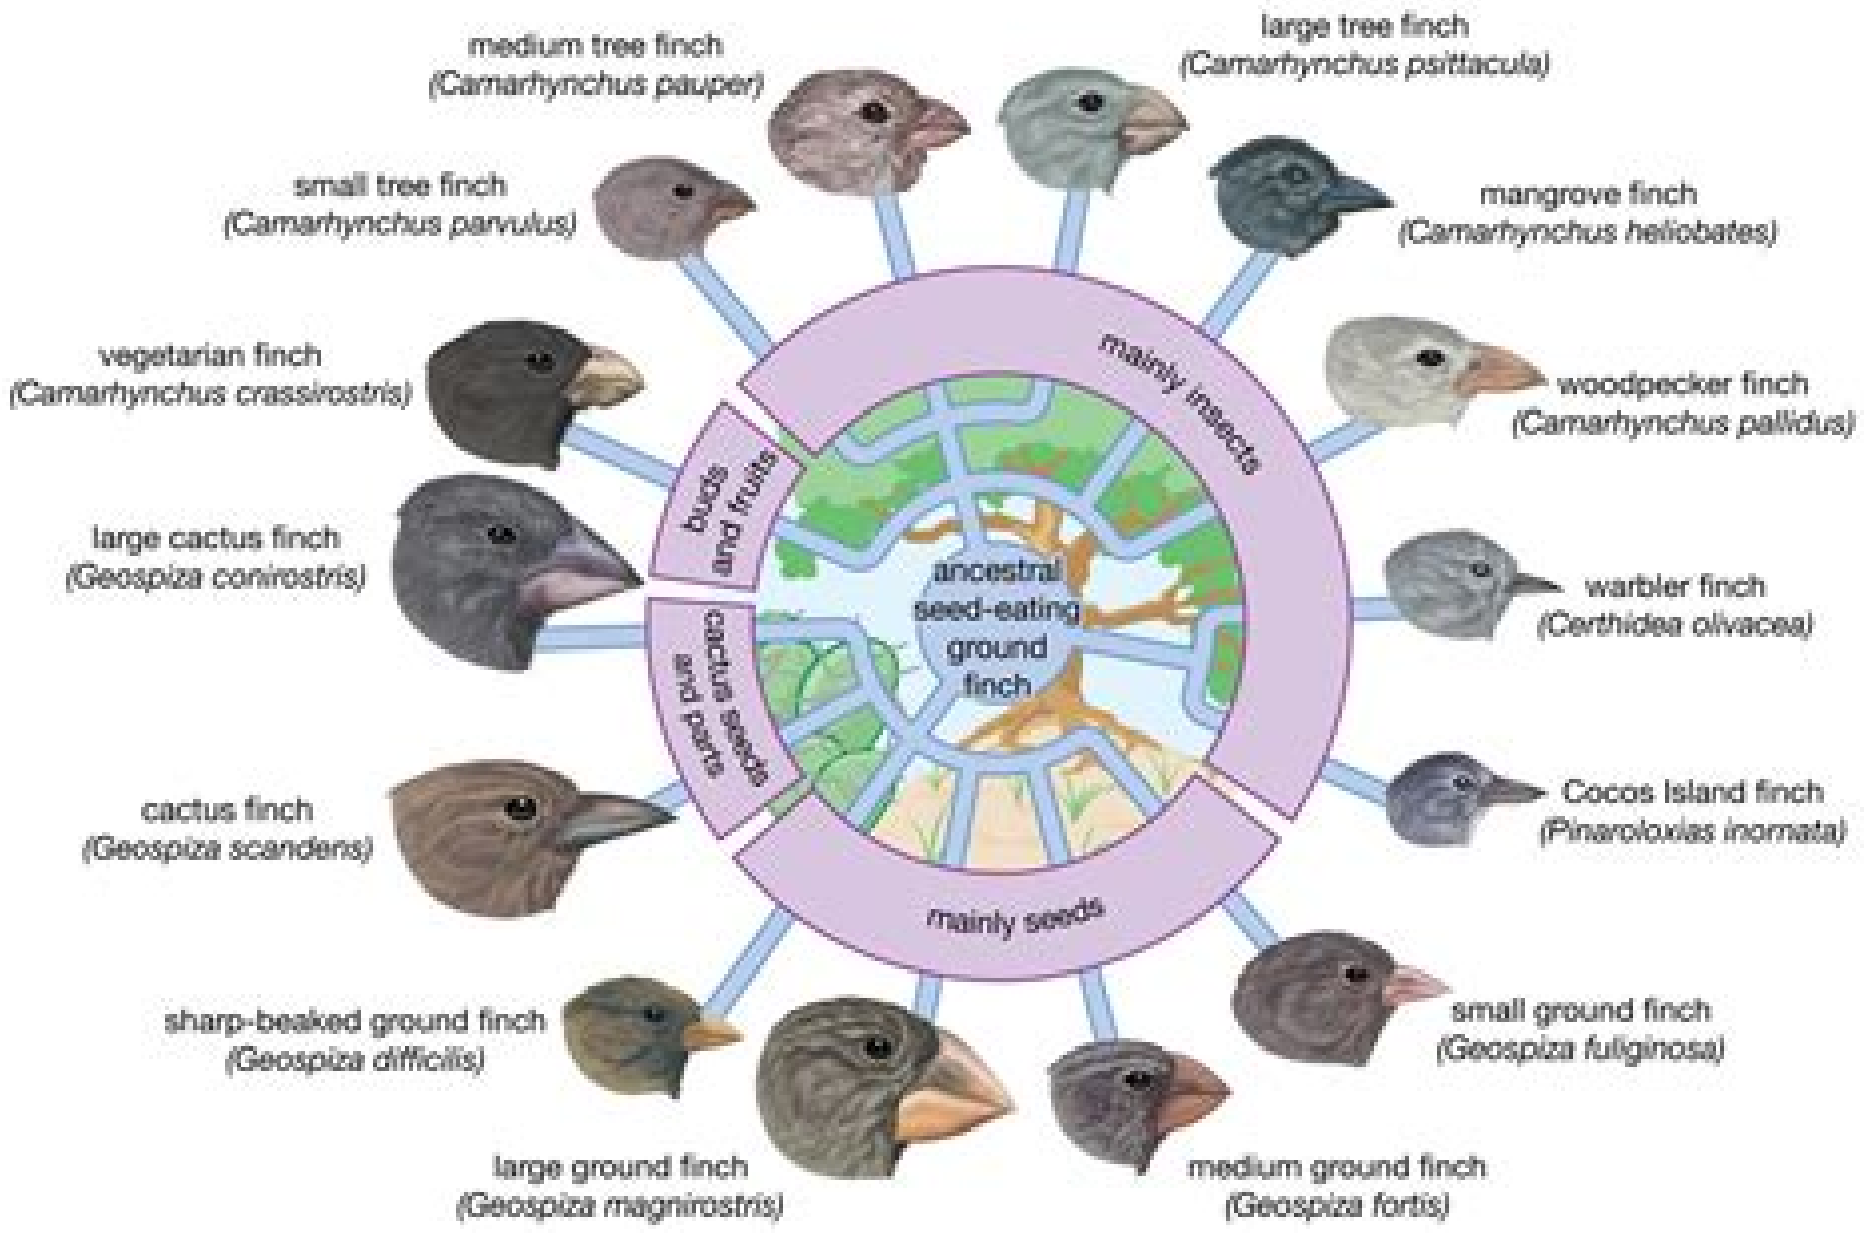 medium tree finch
(Camarhynchus pauper)
large tree finch
(Camarhynchus psittacula)
small tree finch
(Camarhynchus parvulus)
mangrove finch
(Camarhynchus heliobates)
vegetarian finch
(Camarhynchus crassirostris)
woodpecker finch
(Camarhynchus pallidus)
large cactus finch
(Geospiza conirostris)
warbler finch
(Certhidea olivacea)
cactus finch
(Geospiza scandens)
Cocos Island finch
(Pinaroloxias inornata)
sharp-beaked ground finch
(Geospiza difficilis)
small ground finch
(Geospiza fuliginosa)
large ground finch
(Geospiza magnirostris)
medium ground finch
(Geospiza fortis)
mainly insects
buds
and fruits
cactus seeds
and parts
mainly seeds
ancestral
seed-eating
ground
finch